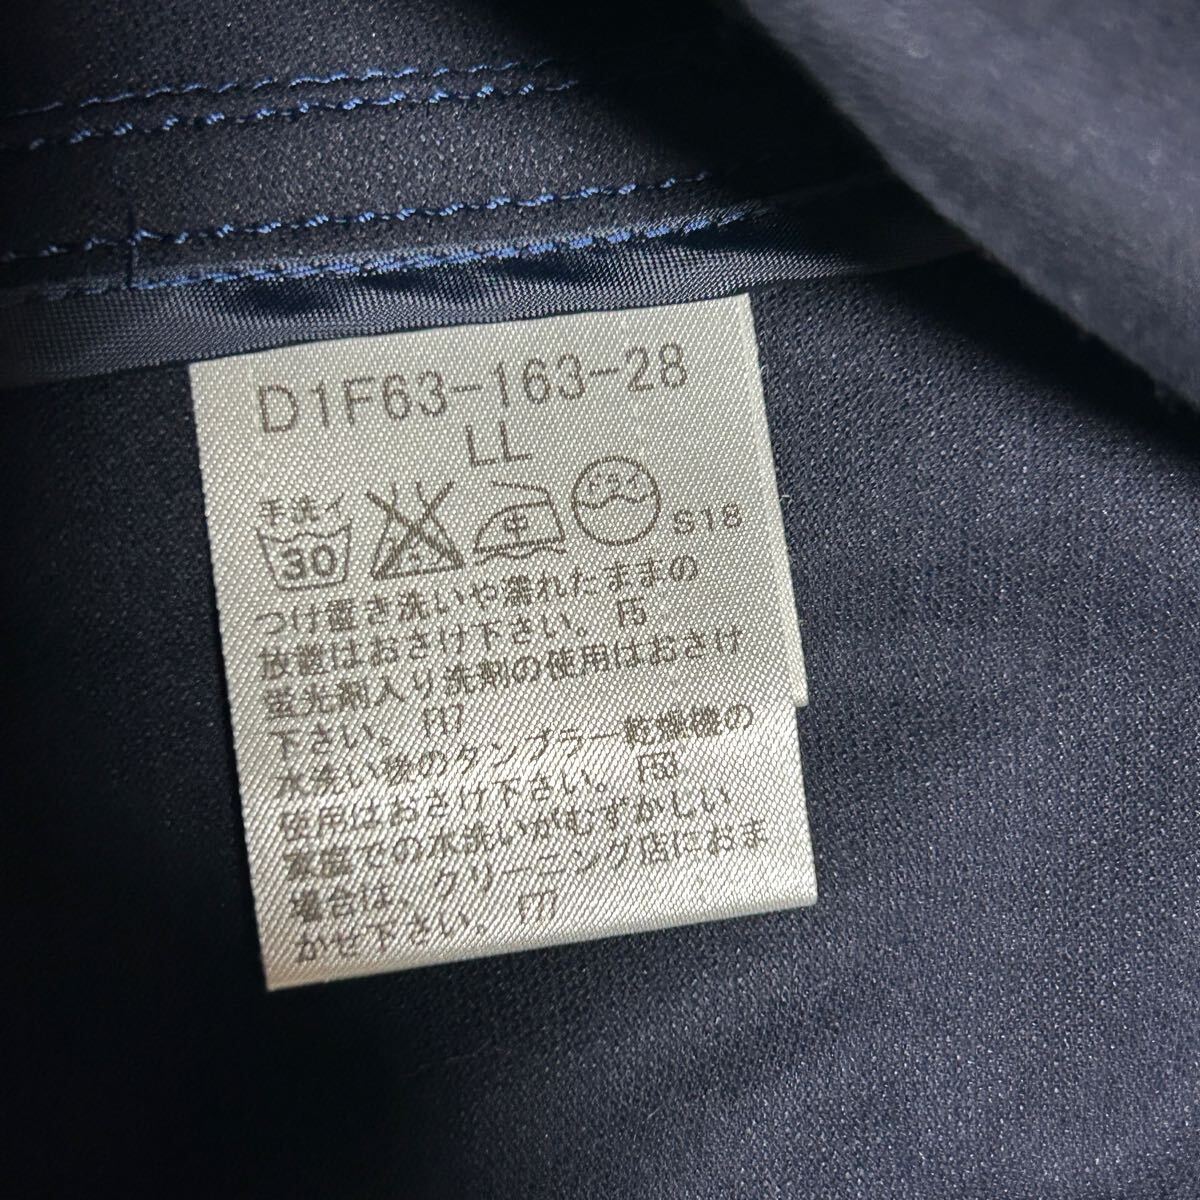 D1F63-163-28
LL
手洗イ
30
中
ドライ
S18
つけ置き洗いや濡れたままの
放置はおさけ下さい。F5
蛍光剤入り洗剤の使用はおさけ
下さい。F17
水洗い後のタンブラー乾燥機の
使用はおさけ下さい。F53
家庭での水洗いがむずかしい
場合は、クリーニング店におま
かせ下さい。F77